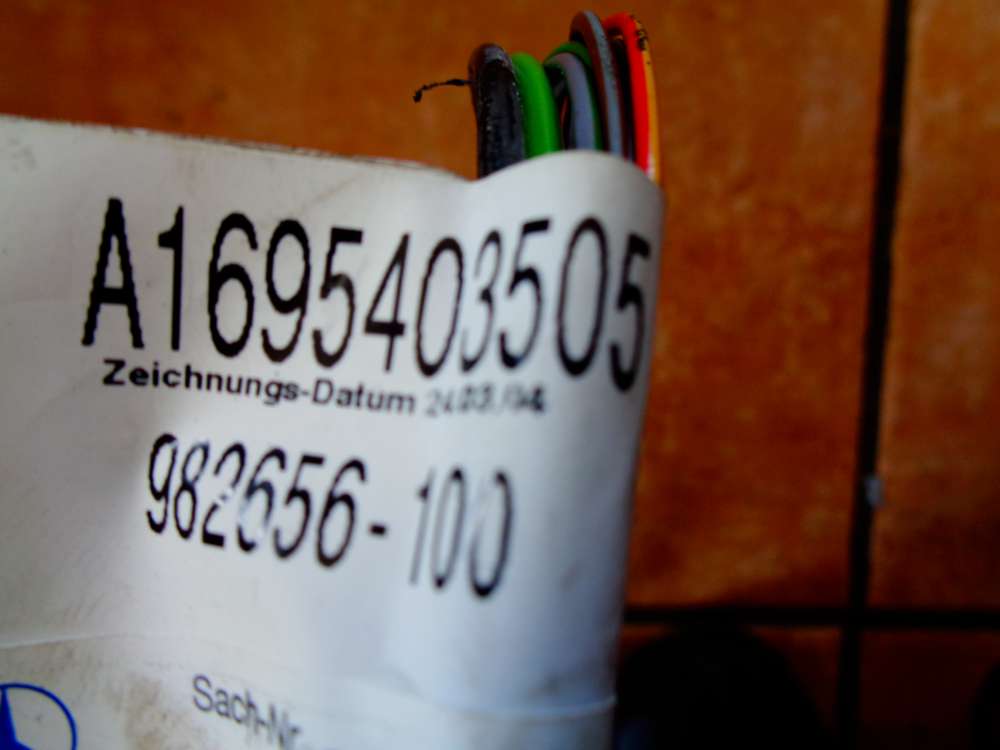 A1695403505
Zeichnungs-Datum
982656-100
Sach-Nr.